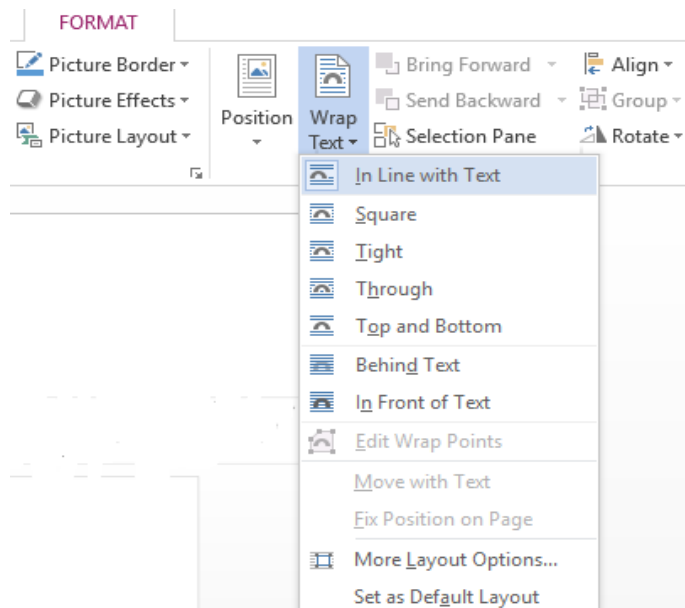 FORMAT
Picture Border
Picture Effects
Picture Layout
Position
Wrap
Text
Bring Forward
Send Backward
Selection Pane
Align
Group
Rotate
In Line with Text
Square
Tight
Through
Top and Bottom
Behind Text
In Front of Text
Edit Wrap Points
Move with Text
Fix Position on Page
More Layout Options...
Set as Default Layout